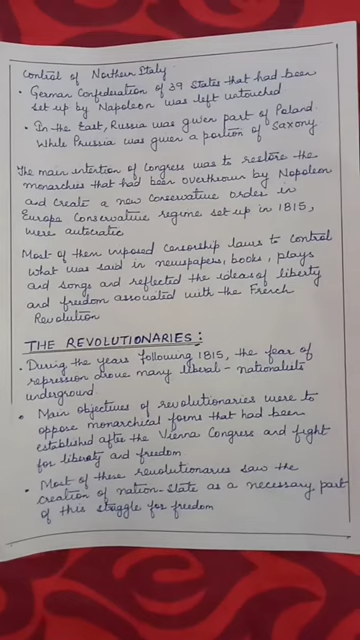 control of Northern Italy
• German Confederation of 39 States that had been
set up by Napoleon was left untouched
• In the East, Russia was given part of Poland
While Prussia was given a portion of Saxony
The main intention of Congress was to restore the
monarchies that had been overthrown by Napoleon
and create a new conservative order in
Europe Conservative regime set up in 1815,
were autocratic
Most of them imposed censorship laws to control
what was said in newspapers, books, plays
and songs and reflected the ideas of liberty
and freedom associated with the French
Revolution
THE REVOLUTIONARIES:
• During the years following 1815, the fear of
repression drove many liberal - nationalists
underground
• Main objectives of revolutionaries were to
oppose monarchical forms that had been
established after the Vienna Congress and fight
for liberty and freedom
• Most of these revolutionaries saw the
creation of nation-state as a necessary part
of this struggle for freedom